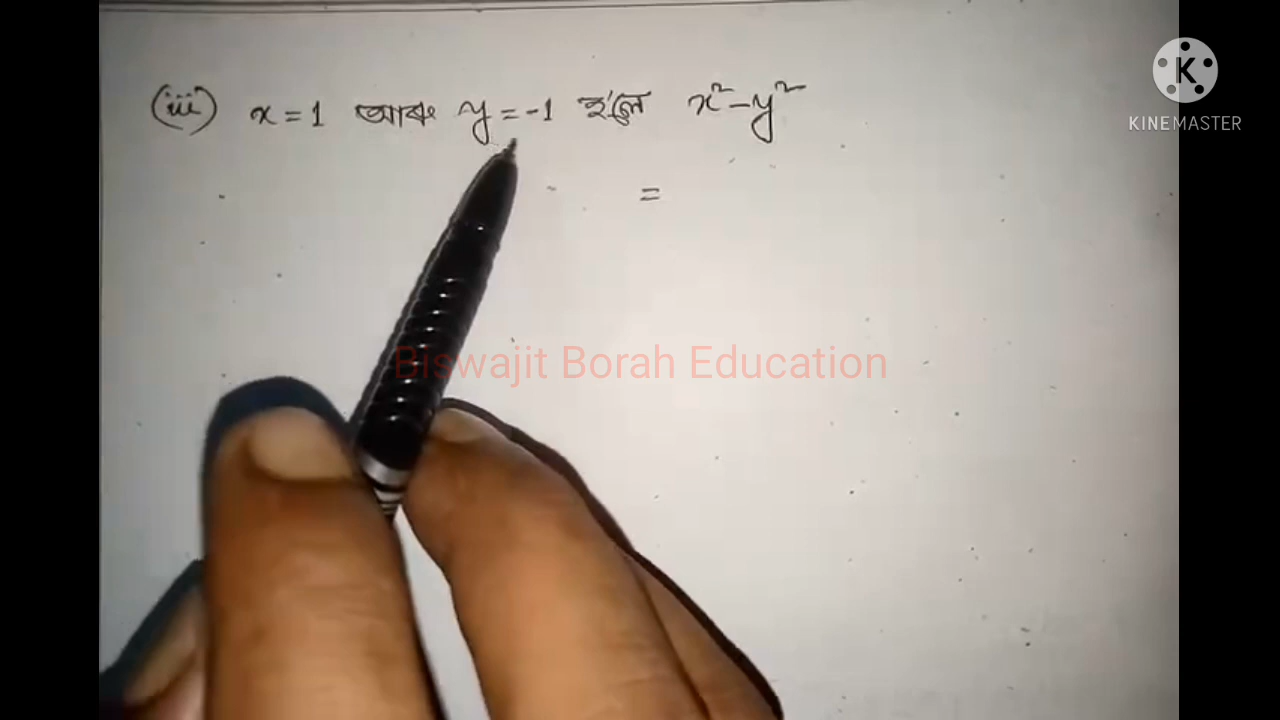 (iii) x = 1 আৰু y = -1 হ'লে x² - y²
=
Biswajit Borah Education
K
KINEMASTER